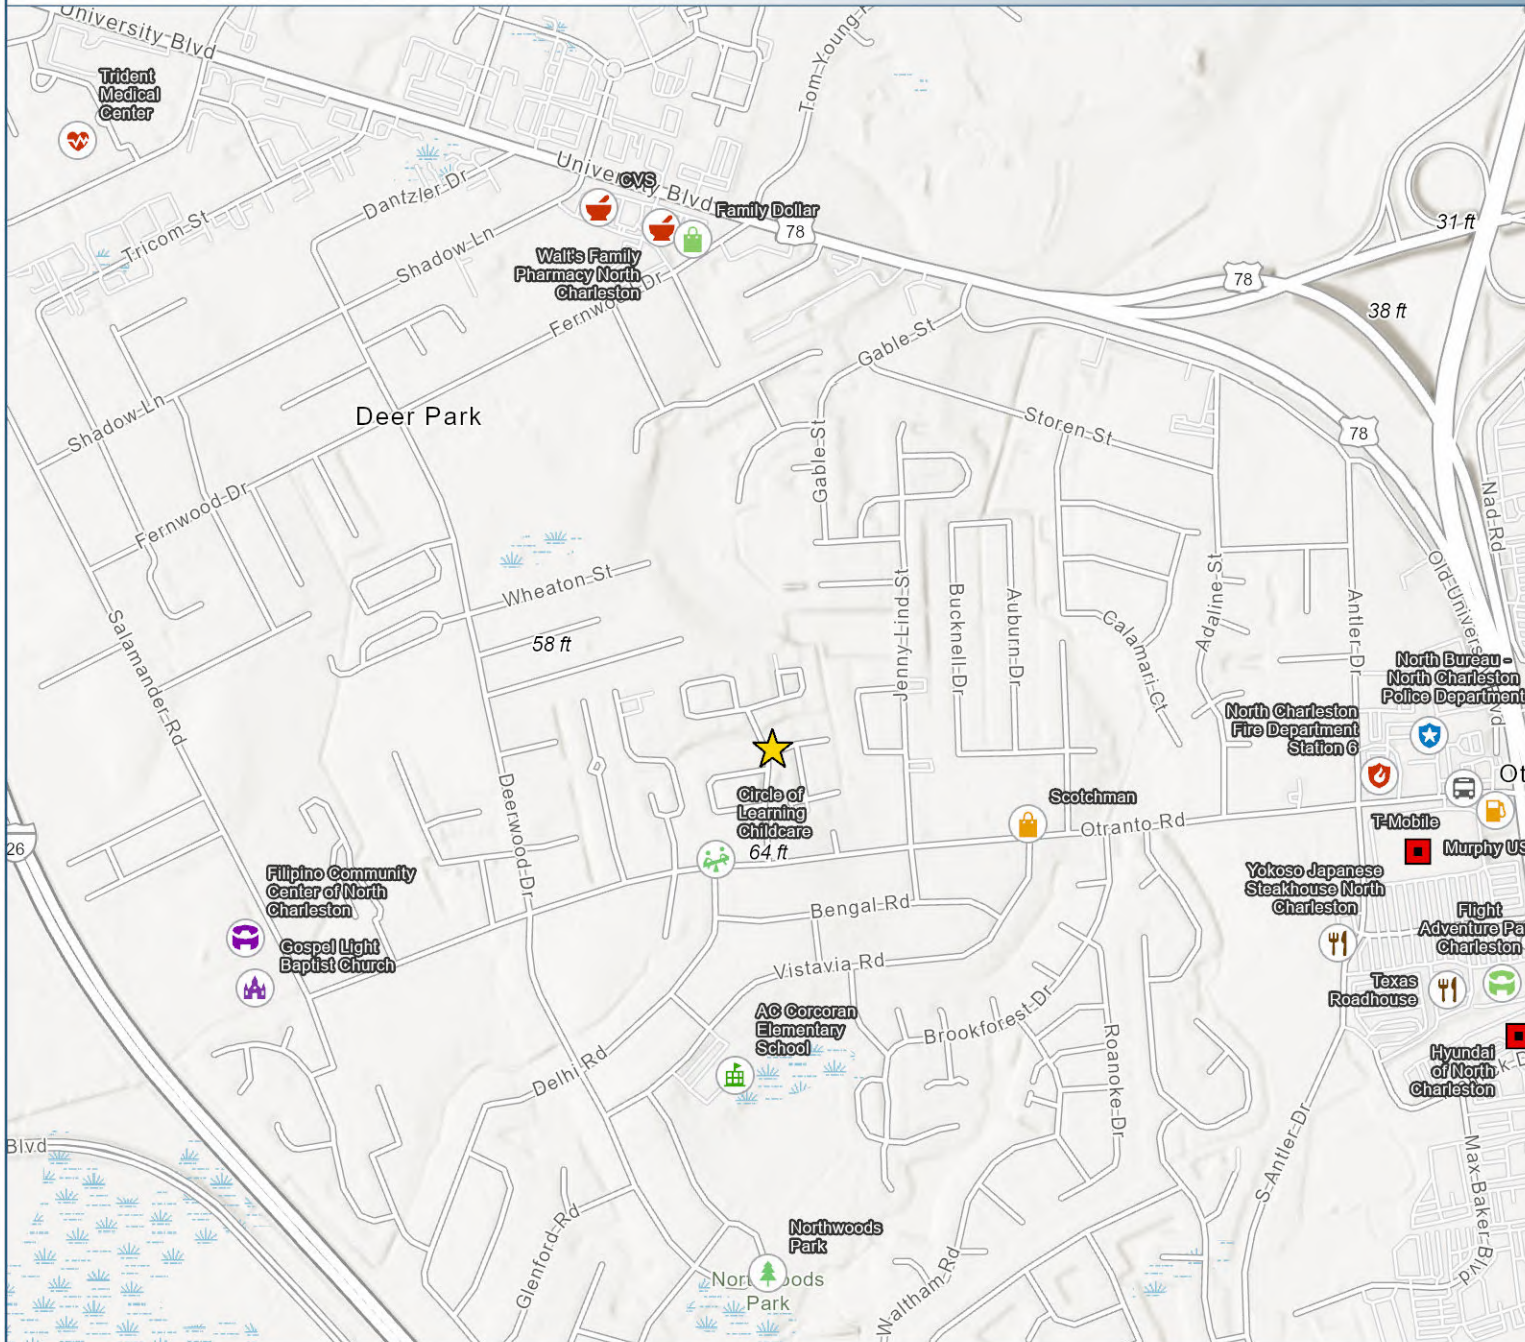 University Blvd
Trident
Medical
Center
Tom Young
University Blvd
CVS
Dantzler Dr
Family Dollar
78
31 ft
Tricom St
Shadow Ln
Walt's Family
Pharmacy North
Charleston
78
38 ft
Fernwood Dr
Gable St
Shadow Ln
Deer Park
Storen St
78
Gable St
Nad Rd
Fernwood Dr
Wheaton St
58 ft
Salamander Rd
Jenny Lind St
Bucknell Dr
Auburn Dr
Calamari Ct
Adaline St
Antler Dr
Old Univers
vd
North Bureau -
North Charleston
Police Department
North Charleston
Fire Department
Station 6
Ot
Deerwood Dr
Circle of
Learning
Childcare
64 ft
Scotchman
Otranto Rd
T-Mobile
Murphy US
26
Filipino Community
Center of North
Charleston
Yokoso Japanese
Steakhouse North
Charleston
Bengal Rd
Flight
Adventure Pa
Charleston
Gospel Light
Baptist Church
Vistavia Rd
Texas
Roadhouse
AC Corcoran
Elementary
School
Brookforest Dr
Roanoke Dr
Delhi Rd
Hyundai
of North
Charleston
k D
Blvd
S Antler Dr
Max Baker Blvd
Glenford Rd
Northwoods
Park
Nort oods
Park
Waltham Rd